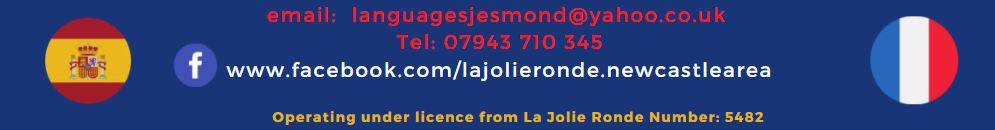 email: languagesjesmond@yahoo.co.uk
Tel: 07943 710 345
www.facebook.com/lajolieronde.newcastlearea
Operating under licence from La Jolie Ronde Number: 5482